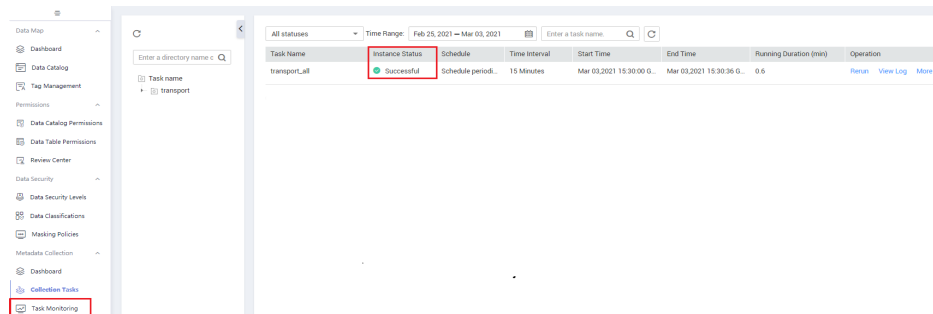 Data Map
Dashboard
Data Catalog
Tag Management
Permissions
Data Catalog Permissions
Data Table Permissions
Review Center
Data Security
Data Security Levels
Data Classifications
Masking Policies
Metadata Collection
Dashboard
Collection Tasks
Task Monitoring
Enter a directory name c
Task name
transport
All statuses Time Range: Feb 25, 2021 — Mar 03, 2021 Enter a task name
Task Name Instance Status Schedule Time Interval Start Time End Time Running Duration (min) Operation
transport_all Successful Schedule periodi... 15 Minutes Mar 03,2021 15:30:00 G... Mar 03,2021 15:30:36 G... 0.6 Rerun View Log More